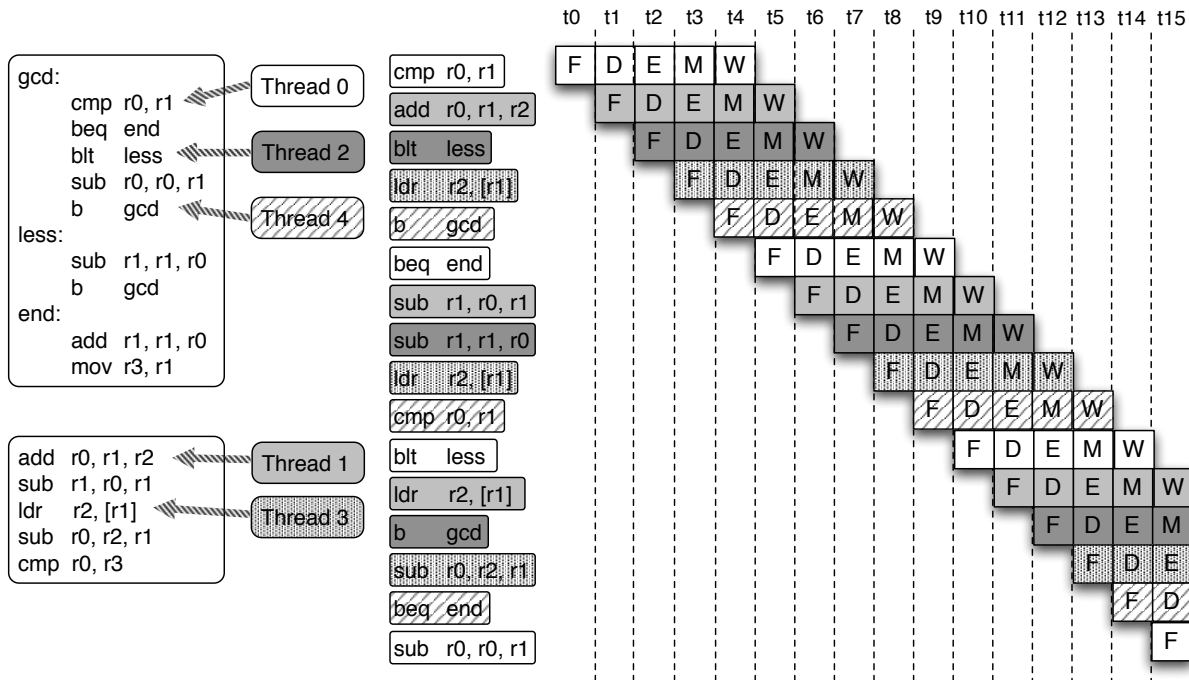 t0 t1 t2 t3 t4 t5 t6 t7 t8 t9 t10 t11 t12 t13 t14 t15
gcd:
cmp r0, r1
beq end
blt less
sub r0, r0, r1
b gcd
less:
sub r1, r1, r0
b gcd
end:
add r1, r1, r0
mov r3, r1
Thread 0
Thread 2
Thread 4
add r0, r1, r2
sub r1, r0, r1
ldr r2, [r1]
sub r0, r2, r1
cmp r0, r3
Thread 1
Thread 3
cmp r0, r1 F D E M W
add r0, r1, r2 F D E M W
blt less F D E M W
ldr r2, [r1] F D E M W
b gcd F D E M W
beq end F D E M W
sub r1, r0, r1 F D E M W
sub r1, r1, r0 F D E M W
ldr r2, [r1] F D E M W
cmp r0, r1 F D E M W
blt less F D E M W
ldr r2, [r1] F D E M W
b gcd F D E M
sub r0, r2, r1 F D E
beq end F D
sub r0, r0, r1 F